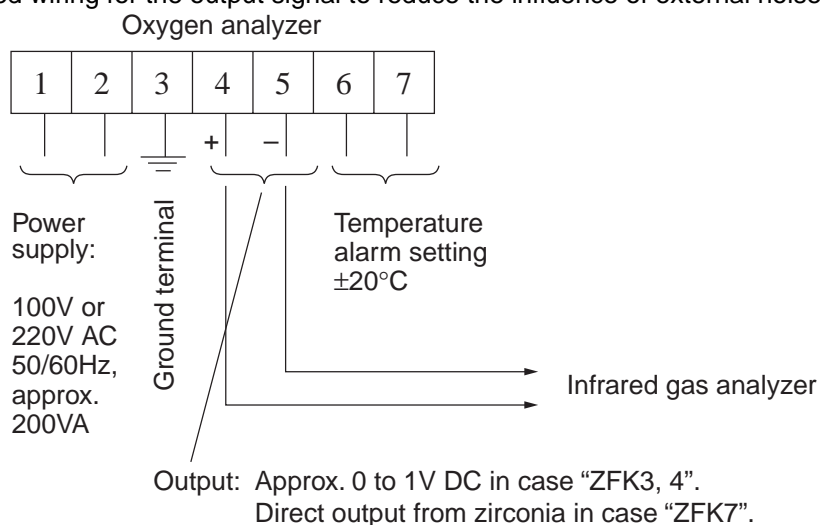 ed wiring for the output signal to reduce the influence of external noise
Oxygen analyzer
1 2 3 4 5 6 7
+ −
Power
supply:
100V or
220V AC
50/60Hz,
approx.
200VA
Ground terminal
Temperature
alarm setting
±20°C
Infrared gas analyzer
Output: Approx. 0 to 1V DC in case “ZFK3, 4”.
Direct output from zirconia in case “ZFK7”.